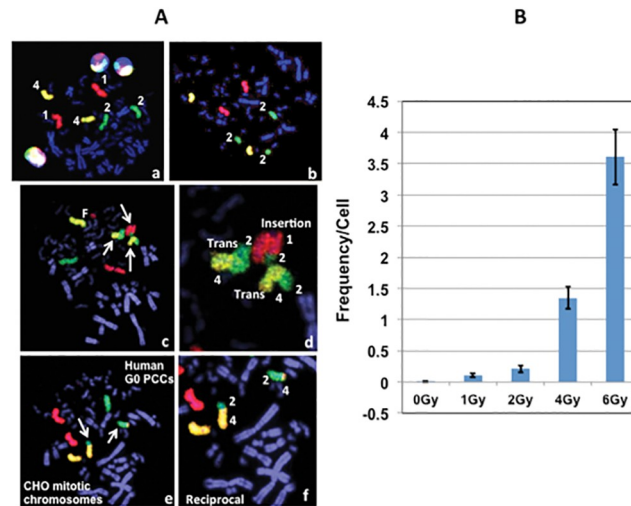 A
B
4
1
1
4
2
2
a
2
2
2
b
F
c
Insertion
Trans
2
1
2
4
2
Trans
4
d
Human
G0 PCCs
CHO mitotic
chromosomes
e
2
4
2
4
Reciprocal
f
Frequency/Cell
4.5
4
3.5
3
2.5
2
1.5
1
0.5
0
-0.5
0Gy 1Gy 2Gy 4Gy 6Gy